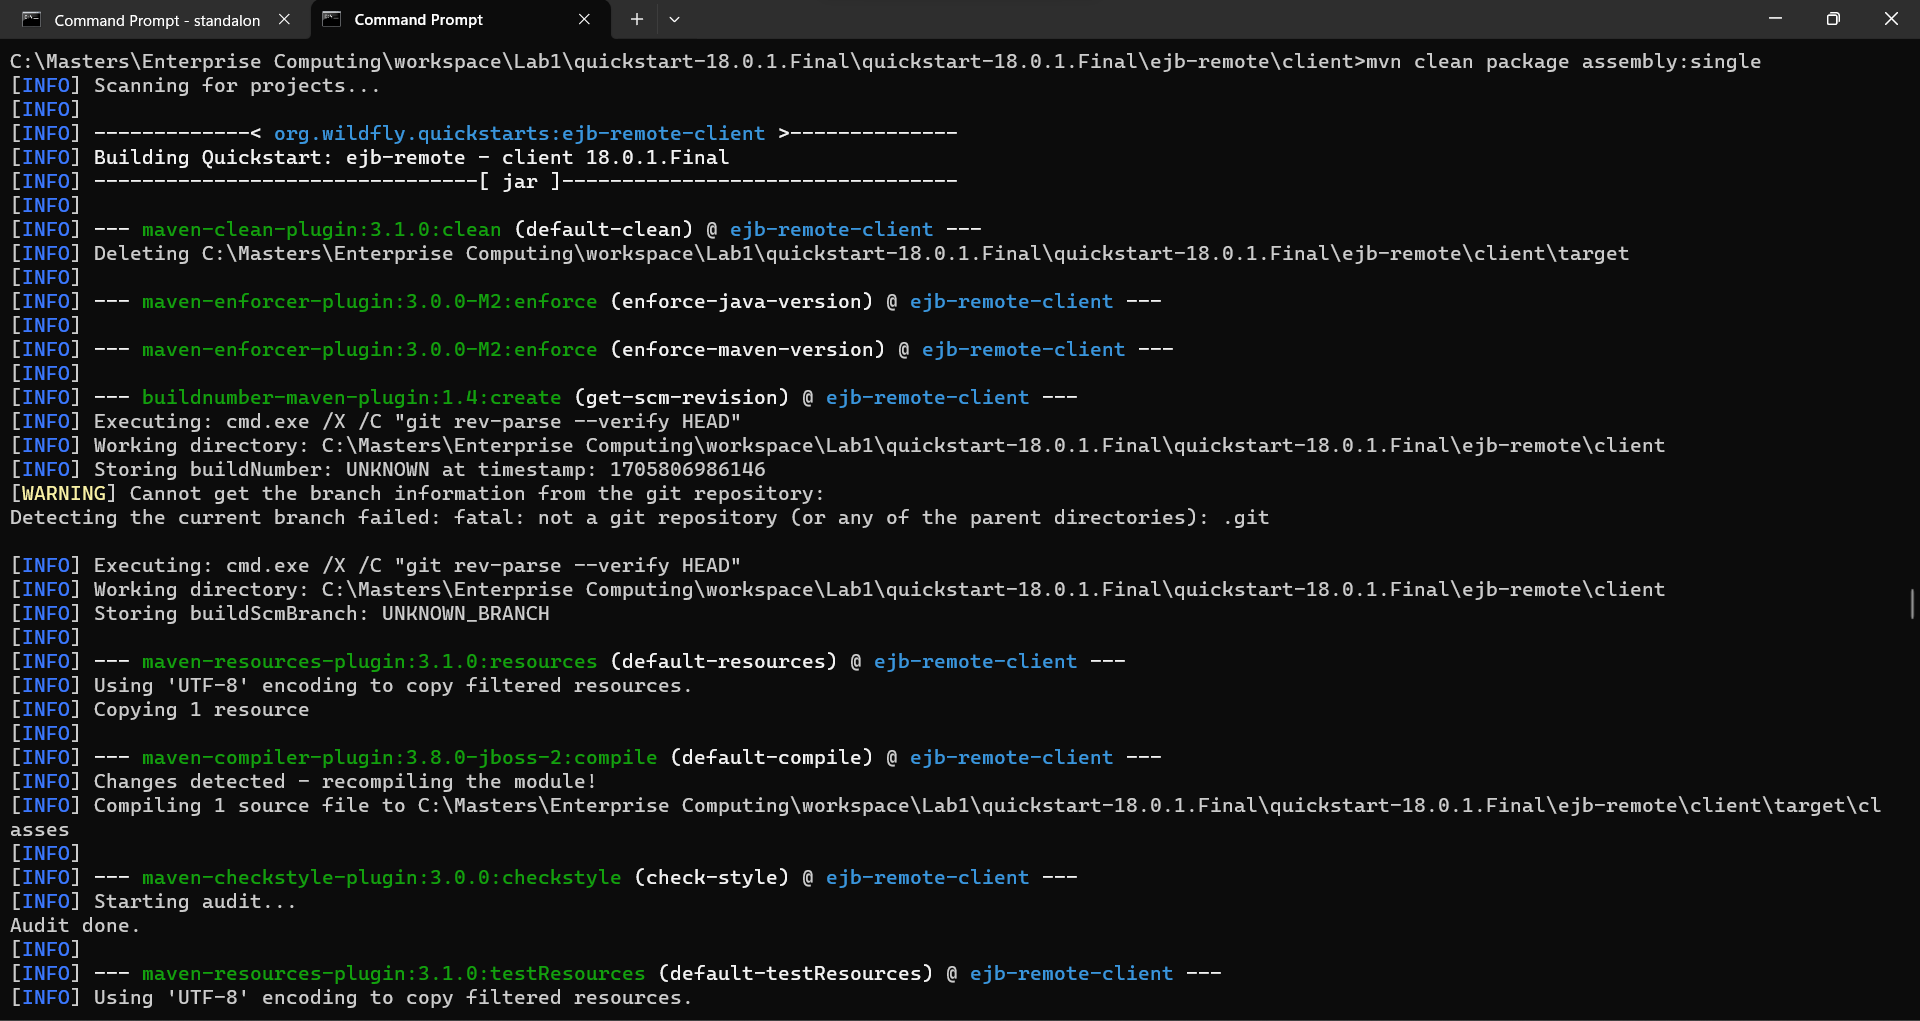 Command Prompt - standalon
Command Prompt
C:\Masters\Enterprise Computing\workspace\Lab1\quickstart-18.0.1.Final\quickstart-18.0.1.Final\ejb-remote\client>mvn clean package assembly:single
[INFO] Scanning for projects...
[INFO]
[INFO] -------------< org.wildfly.quickstarts:ejb-remote-client >--------------
[INFO] Building Quickstart: ejb-remote - client 18.0.1.Final
[INFO] --------------------------------[ jar ]---------------------------------
[INFO]
[INFO] --- maven-clean-plugin:3.1.0:clean (default-clean) @ ejb-remote-client ---
[INFO] Deleting C:\Masters\Enterprise Computing\workspace\Lab1\quickstart-18.0.1.Final\quickstart-18.0.1.Final\ejb-remote\client\target
[INFO]
[INFO] --- maven-enforcer-plugin:3.0.0-M2:enforce (enforce-java-version) @ ejb-remote-client ---
[INFO]
[INFO] --- maven-enforcer-plugin:3.0.0-M2:enforce (enforce-maven-version) @ ejb-remote-client ---
[INFO]
[INFO] --- buildnumber-maven-plugin:1.4:create (get-scm-revision) @ ejb-remote-client ---
[INFO] Executing: cmd.exe /X /C "git rev-parse --verify HEAD"
[INFO] Working directory: C:\Masters\Enterprise Computing\workspace\Lab1\quickstart-18.0.1.Final\quickstart-18.0.1.Final\ejb-remote\client
[INFO] Storing buildNumber: UNKNOWN at timestamp: 1705806986146
[WARNING] Cannot get the branch information from the git repository:
Detecting the current branch failed: fatal: not a git repository (or any of the parent directories): .git
[INFO] Executing: cmd.exe /X /C "git rev-parse --verify HEAD"
[INFO] Working directory: C:\Masters\Enterprise Computing\workspace\Lab1\quickstart-18.0.1.Final\quickstart-18.0.1.Final\ejb-remote\client
[INFO] Storing buildScmBranch: UNKNOWN_BRANCH
[INFO]
[INFO] --- maven-resources-plugin:3.1.0:resources (default-resources) @ ejb-remote-client ---
[INFO] Using 'UTF-8' encoding to copy filtered resources.
[INFO] Copying 1 resource
[INFO]
[INFO] --- maven-compiler-plugin:3.8.0-jboss-2:compile (default-compile) @ ejb-remote-client ---
[INFO] Changes detected - recompiling the module!
[INFO] Compiling 1 source file to C:\Masters\Enterprise Computing\workspace\Lab1\quickstart-18.0.1.Final\quickstart-18.0.1.Final\ejb-remote\client\target\cl
asses
[INFO]
[INFO] --- maven-checkstyle-plugin:3.0.0:checkstyle (check-style) @ ejb-remote-client ---
[INFO] Starting audit...
Audit done.
[INFO]
[INFO] --- maven-resources-plugin:3.1.0:testResources (default-testResources) @ ejb-remote-client ---
[INFO] Using 'UTF-8' encoding to copy filtered resources.